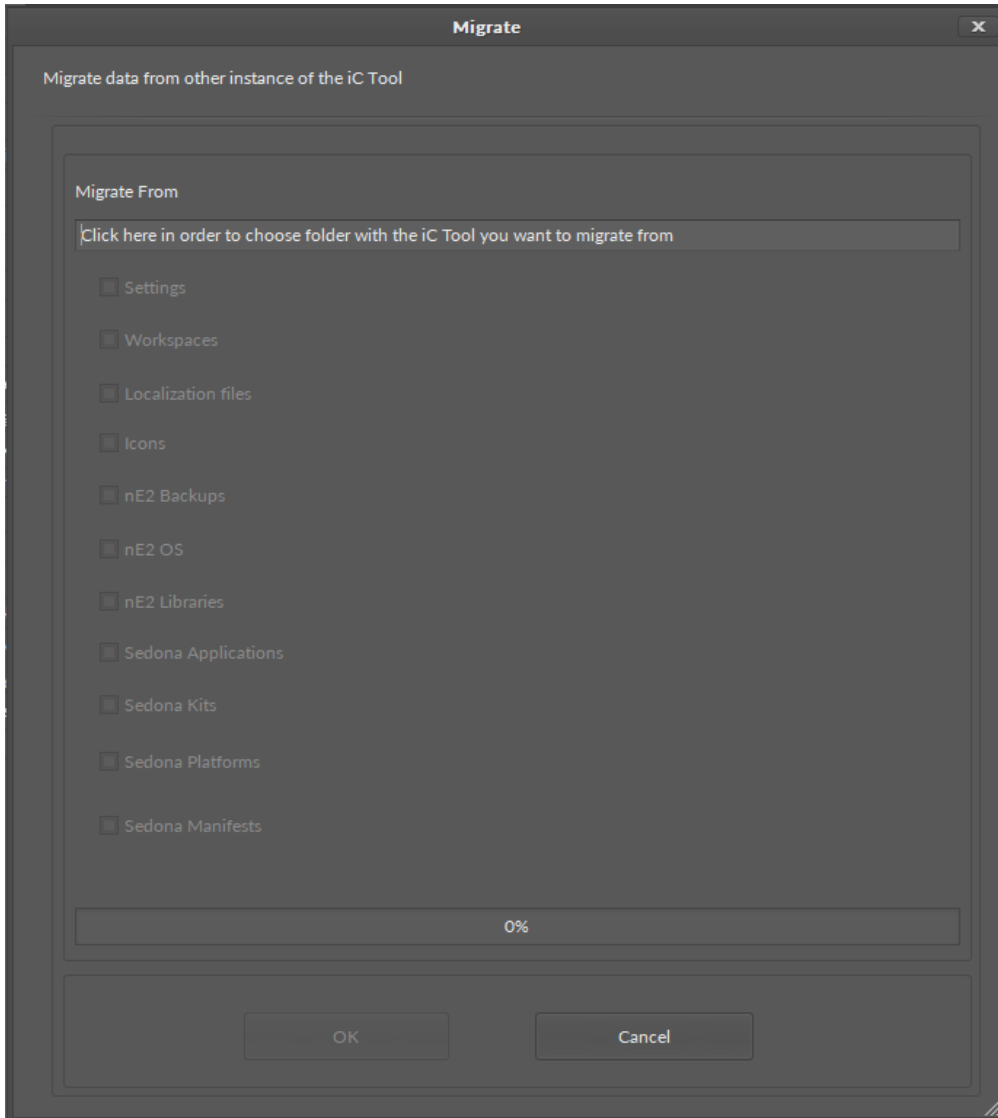 Migrate
Migrate data from other instance of the iC Tool
Migrate From
Click here in order to choose folder with the iC Tool you want to migrate from
Settings
Workspaces
Localization files
Icons
nE2 Backups
nE2 OS
nE2 Libraries
Sedona Applications
Sedona Kits
Sedona Platforms
Sedona Manifests
0%
OK
Cancel